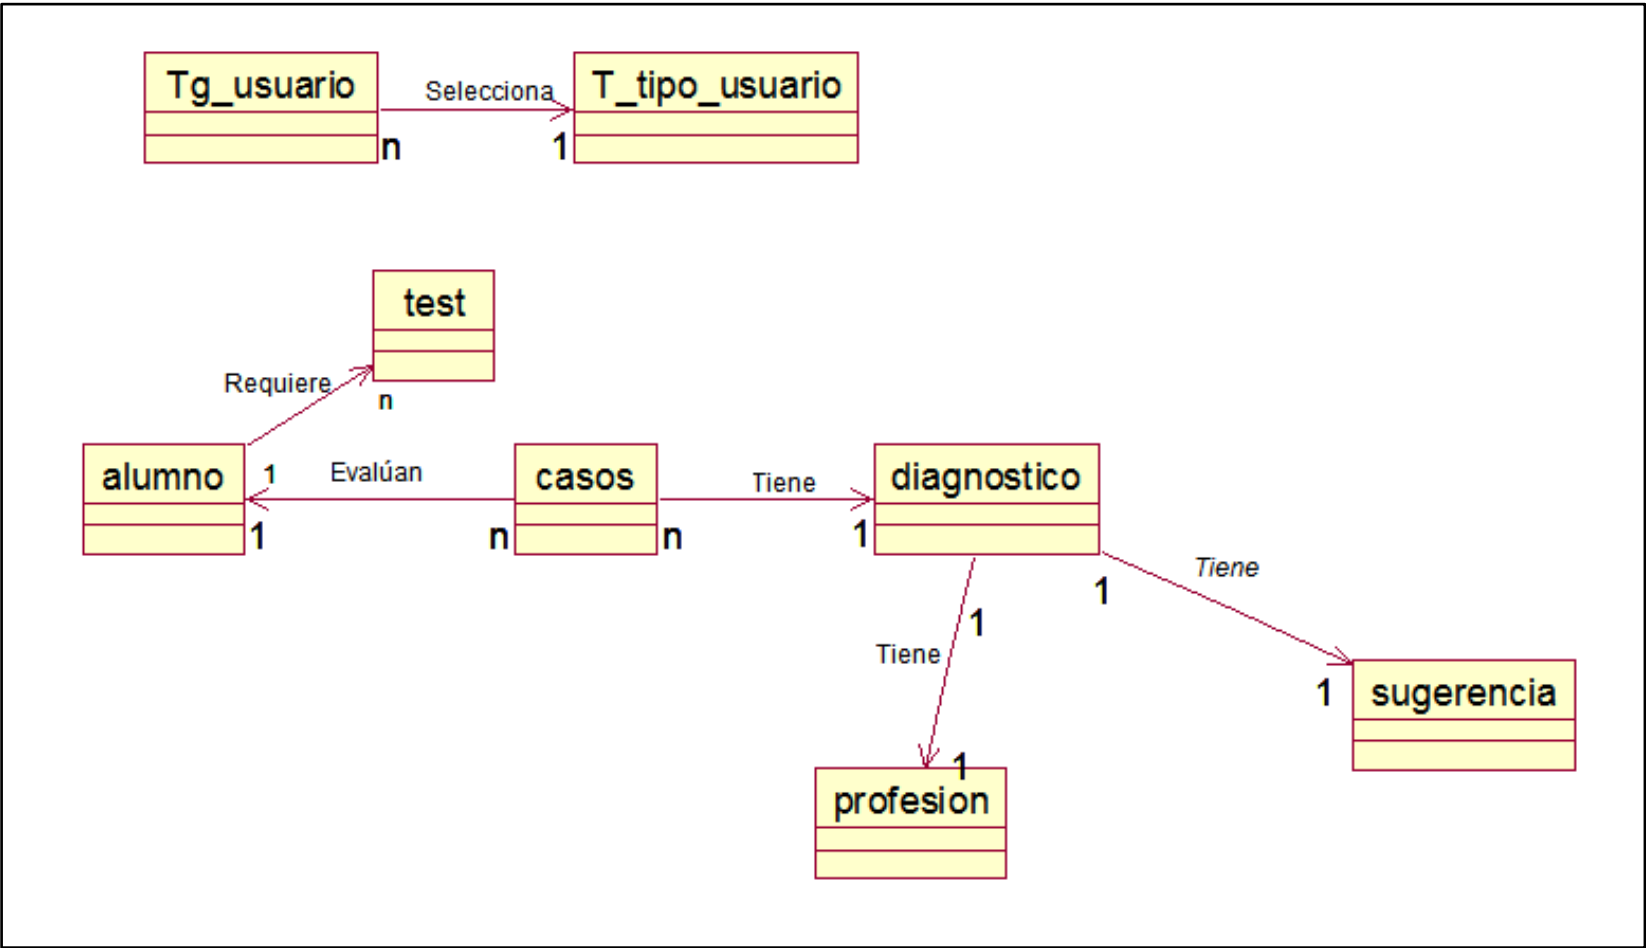 Tg_usuario
Selecciona
T_tipo_usuario
n
1
test
Requiere
n
alumno
1
Evalúan
casos
Tiene
diagnostico
1
n
n
1
1
Tiene
1
Tiene
1
sugerencia
1
profesion